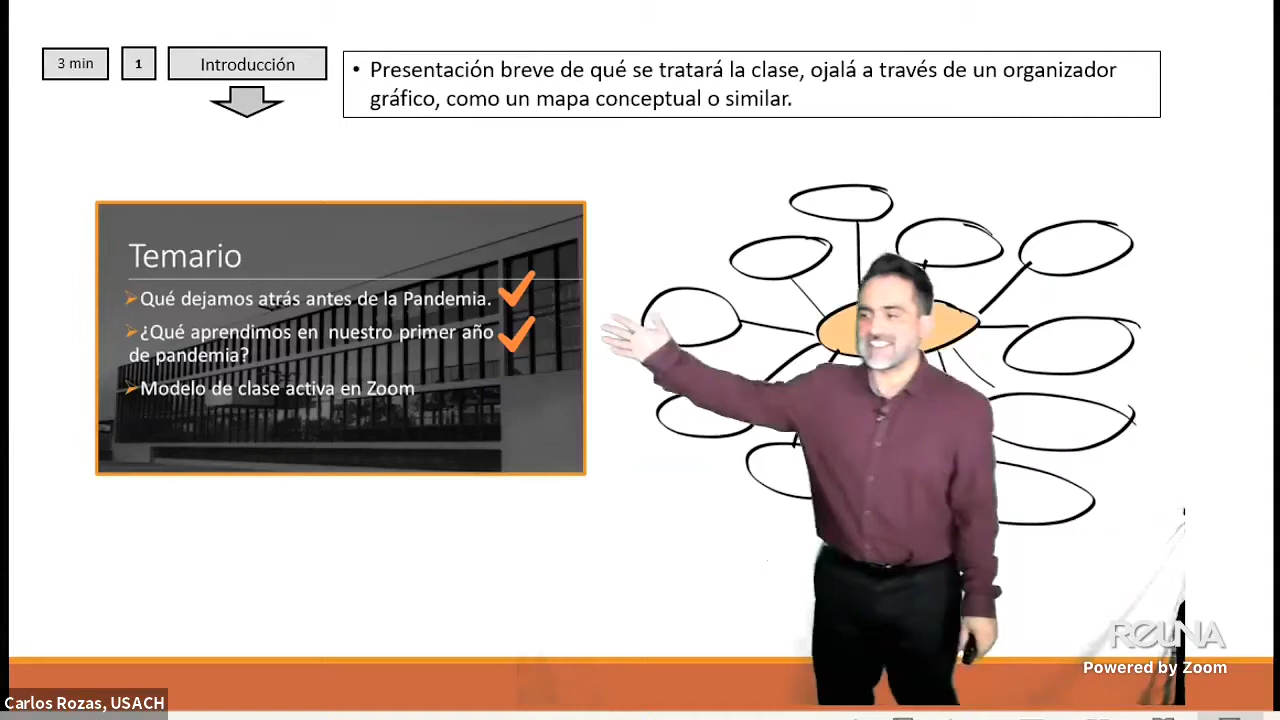 3 min
1
Introducción
• Presentación breve de qué se tratará la clase, ojalá a través de un organizador
gráfico, como un mapa conceptual o similar.
Temario
Qué dejamos atrás antes de la Pandemia.
¿Qué aprendimos en nuestro primer año
de pandemia?
Modelo de clase activa en Zoom
REUNA
Powered by Zoom
Carlos Rozas, USACH